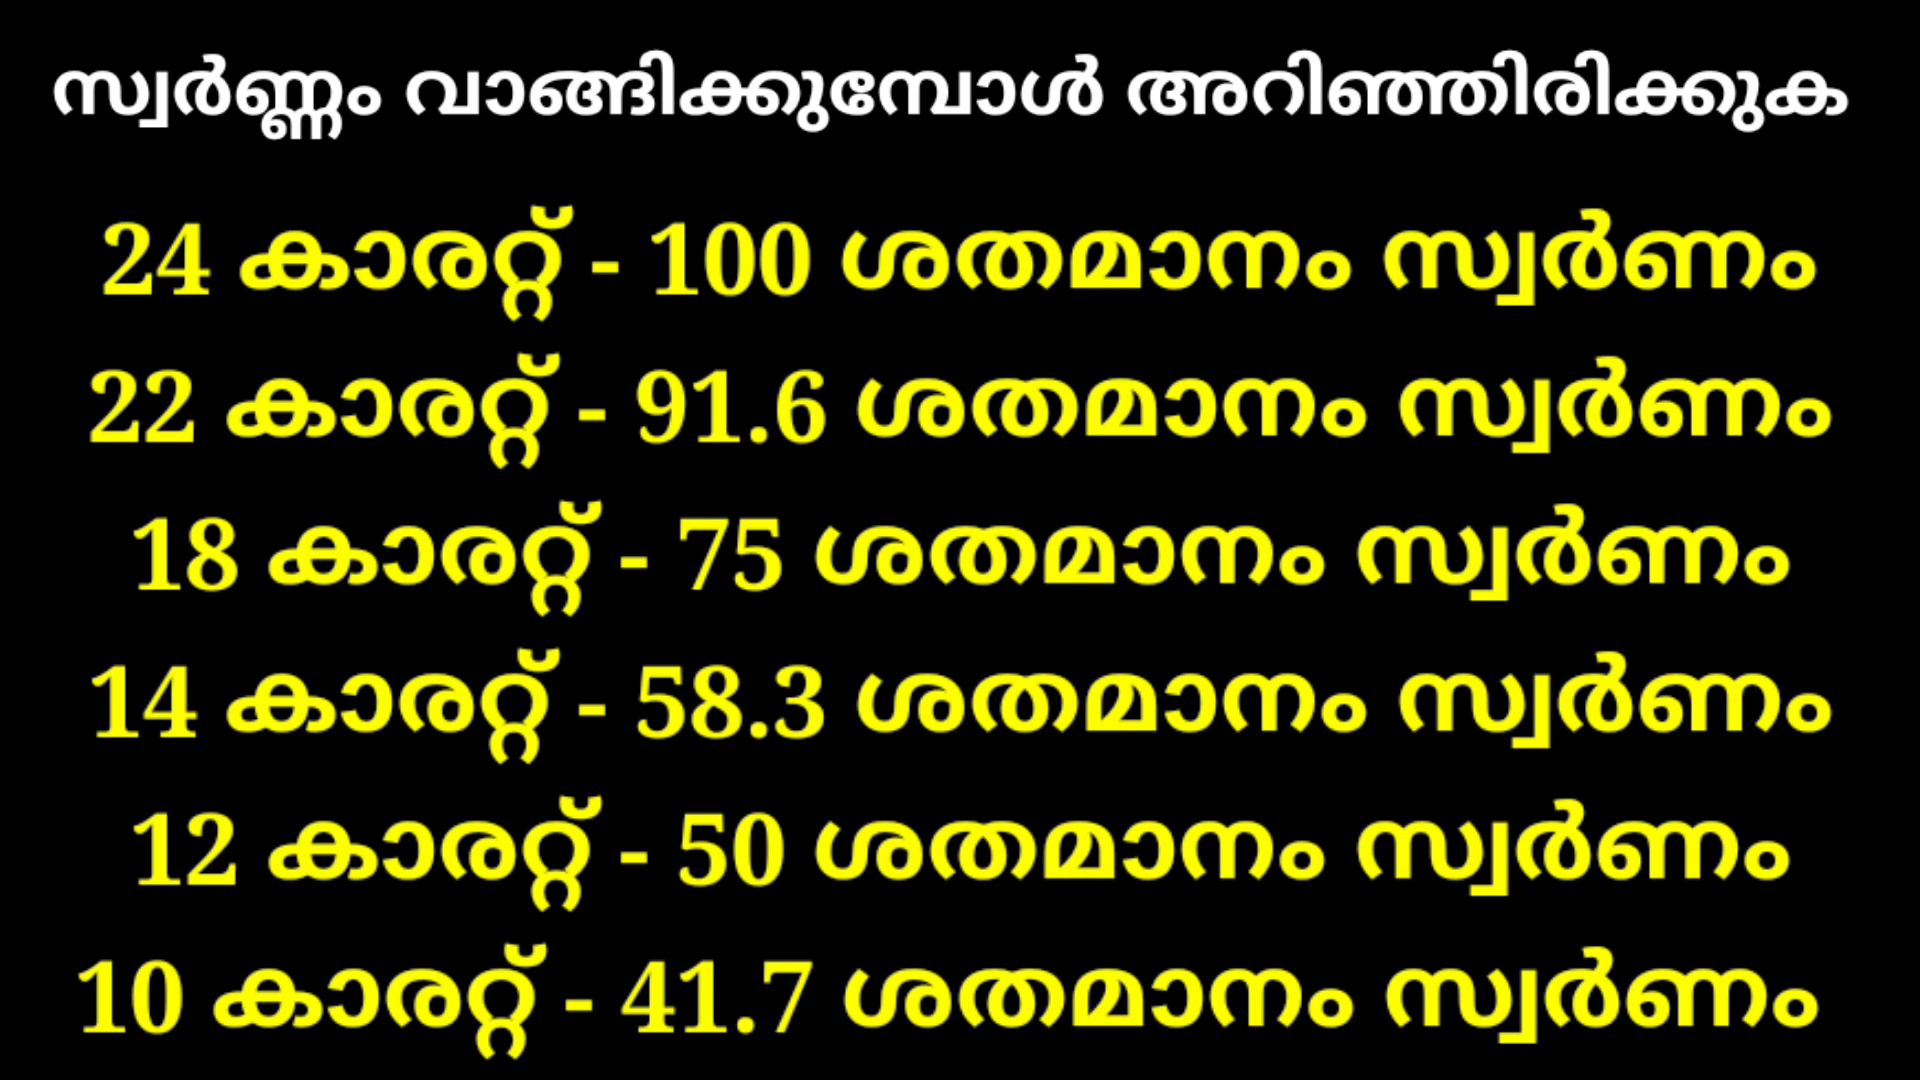 സ്വർണ്ണം വാങ്ങിക്കുമ്പോൾ അറിഞ്ഞിരിക്കുക
24 കാരറ്റ് - 100 ശതമാനം സ്വർണം
22 കാരറ്റ് - 91.6 ശതമാനം സ്വർണം
18 കാരറ്റ് - 75 ശതമാനം സ്വർണം
14 കാരറ്റ് - 58.3 ശതമാനം സ്വർണം
12 കാരറ്റ് - 50 ശതമാനം സ്വർണം
10 കാരറ്റ് - 41.7 ശതമാനം സ്വർണം